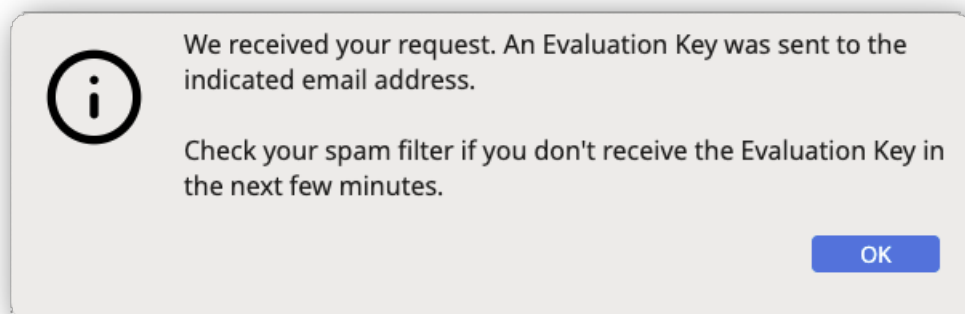 We received your request. An Evaluation Key was sent to the
indicated email address.
Check your spam filter if you don't receive the Evaluation Key in
the next few minutes.
OK